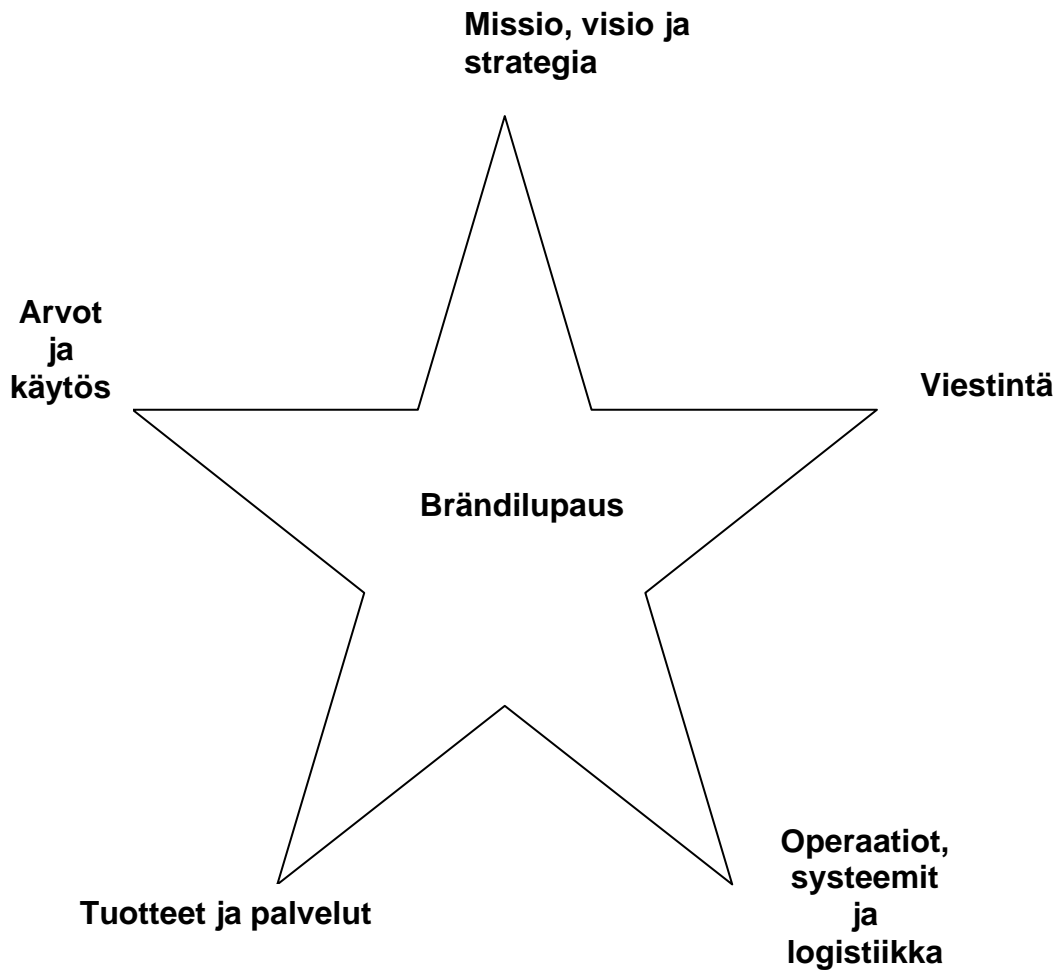 Missio, visio ja
strategia
Arvot
ja
käytös
Viestintä
Brändilupaus
Tuotteet ja palvelut
Operaatiot,
systeemit
ja
logistiikka